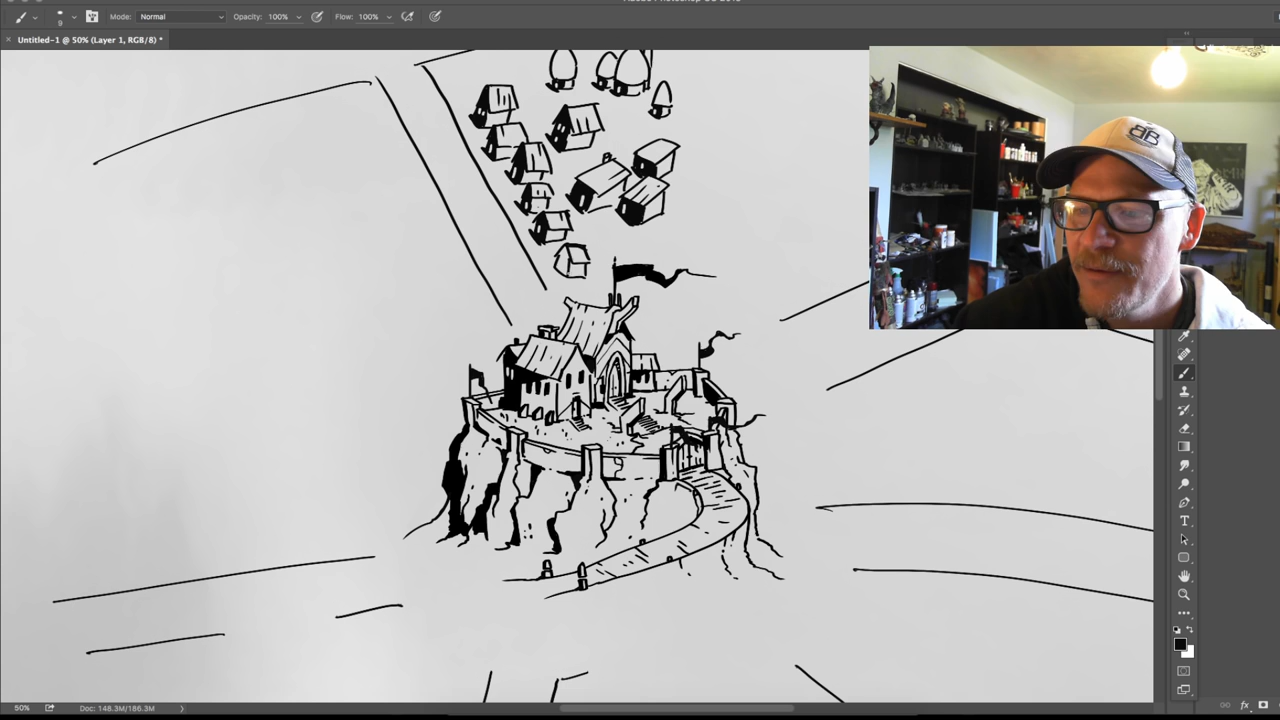 9
Mode: Normal
Opacity: 100%
Flow: 100%
Untitled-1 @ 50% (Layer 1, RGB/8) *
50%
Doc: 148.3M/186.3M